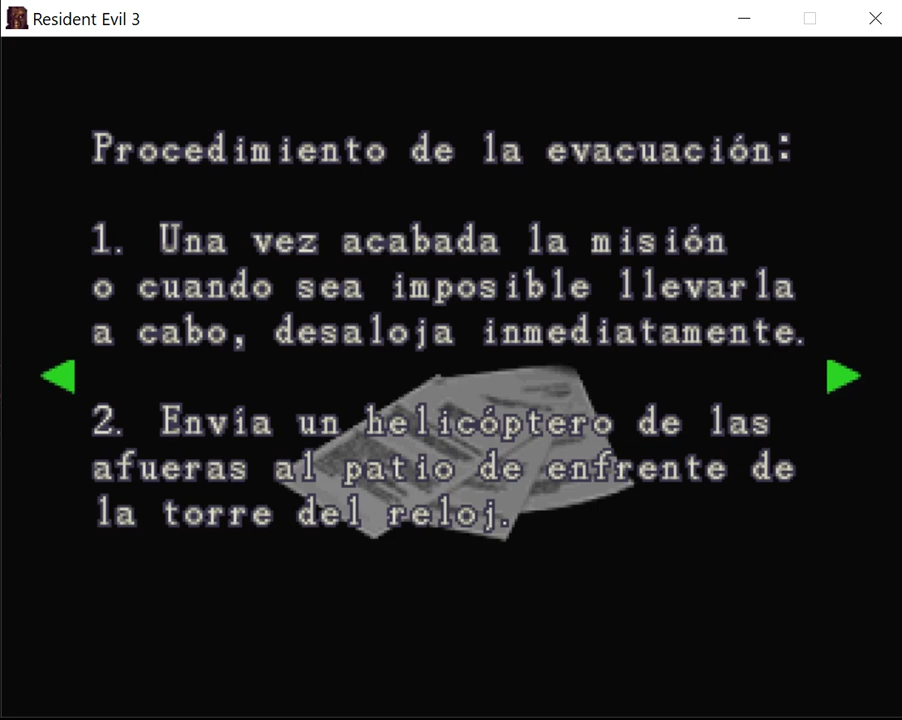 Resident Evil 3
Procedimiento de la evacuación:
1. Una vez acabada la misión
o cuando sea imposible llevarla
a cabo, desaloja inmediatamente.
2. Envía un helicóptero de las
afueras al patio de enfrente de
la torre del reloj.